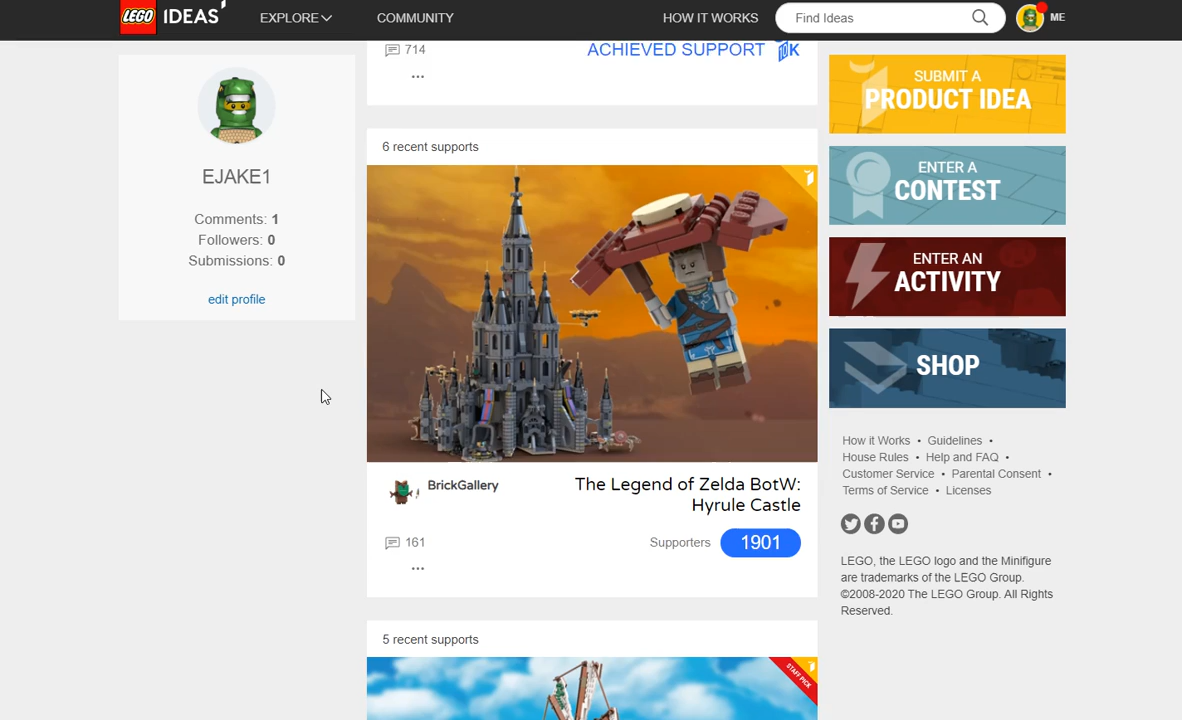 LEGO IDEAS EXPLORE COMMUNITY HOW IT WORKS Find Ideas ME
EJAKE1
Comments: 1
Followers: 0
Submissions: 0
edit profile
714 ACHIEVED SUPPORT 10K
...
6 recent supports
BrickGallery
The Legend of Zelda BotW:
Hyrule Castle
161 Supporters 1901
...
5 recent supports
STAFF PICK
SUBMIT A
PRODUCT IDEA
ENTER A
CONTEST
ENTER AN
ACTIVITY
SHOP
How it Works • Guidelines •
House Rules • Help and FAQ •
Customer Service • Parental Consent •
Terms of Service • Licenses
LEGO, the LEGO logo and the Minifigure
are trademarks of the LEGO Group.
©2008-2020 The LEGO Group. All Rights
Reserved.